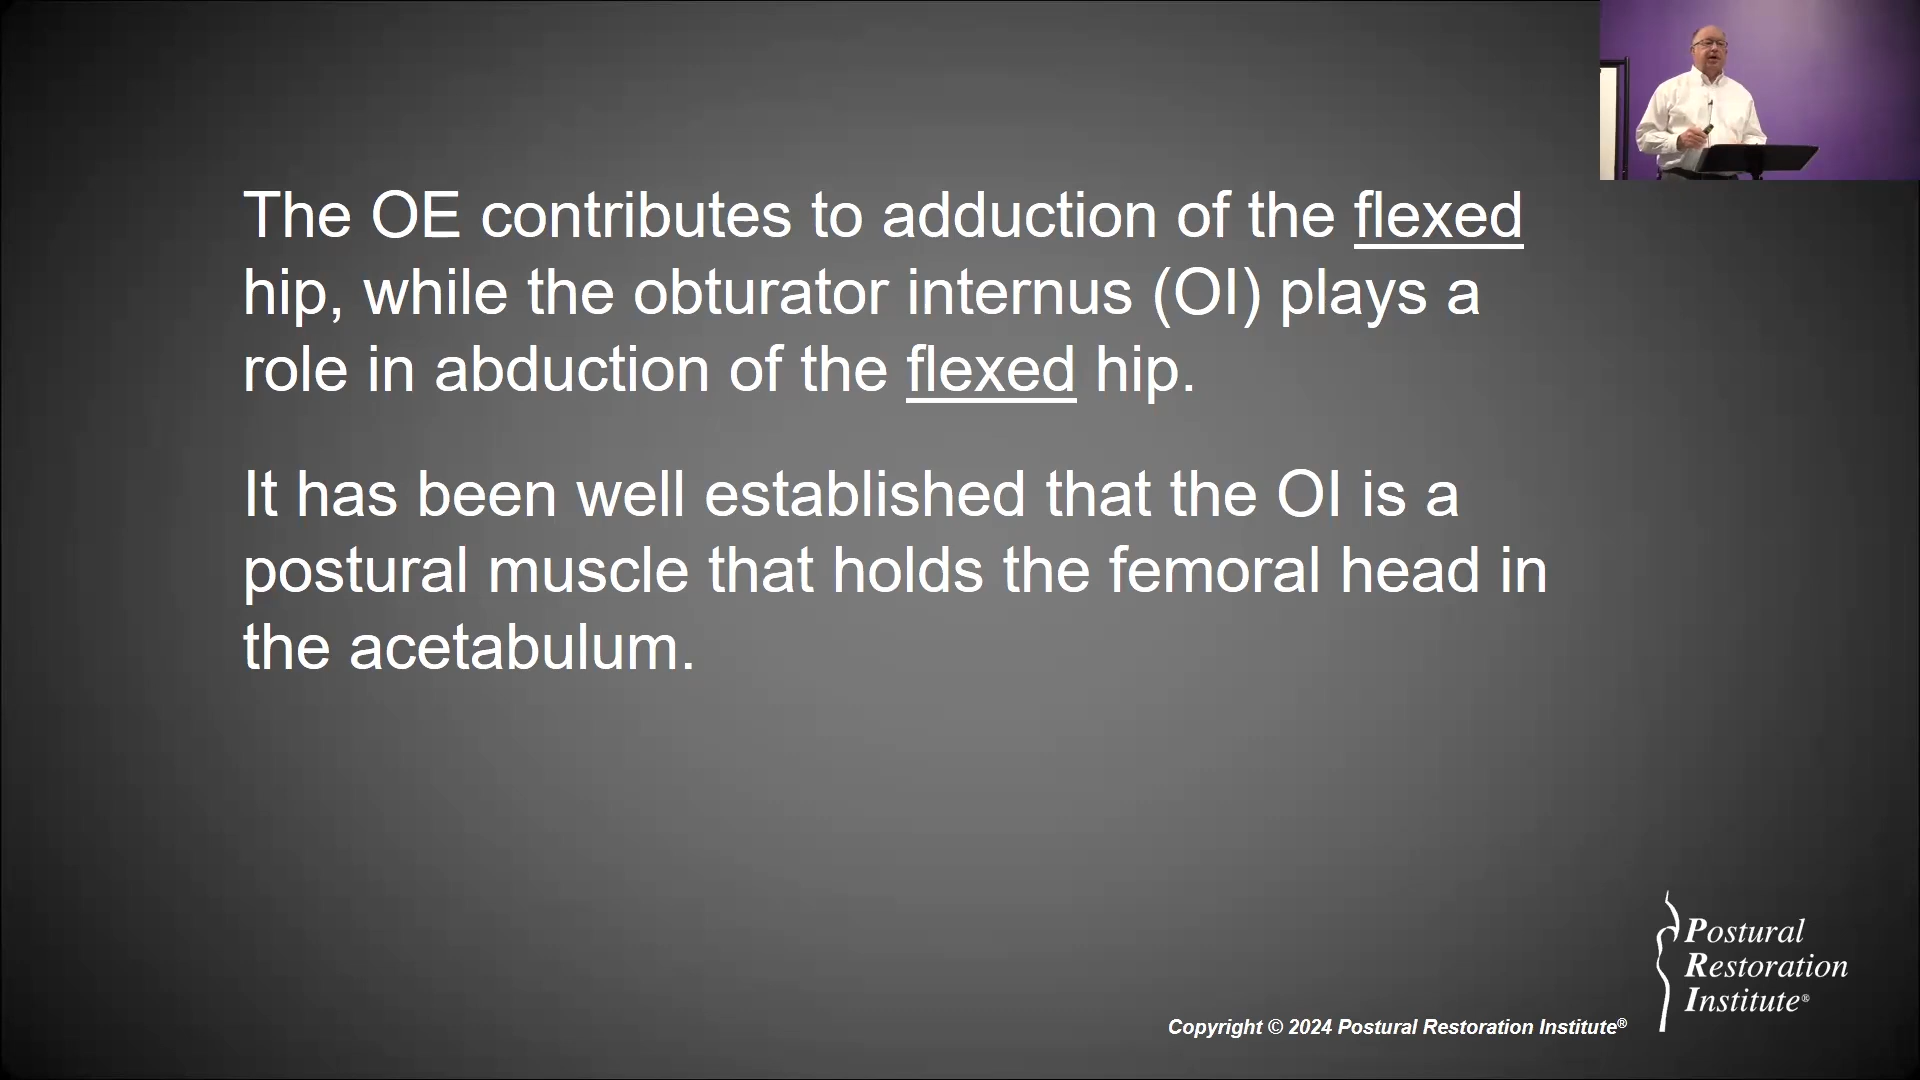 The OE contributes to adduction of the flexed
hip, while the obturator internus (OI) plays a
role in abduction of the flexed hip.
It has been well established that the OI is a
postural muscle that holds the femoral head in
the acetabulum.
Postural
Restoration
Institute®
Copyright © 2024 Postural Restoration Institute®